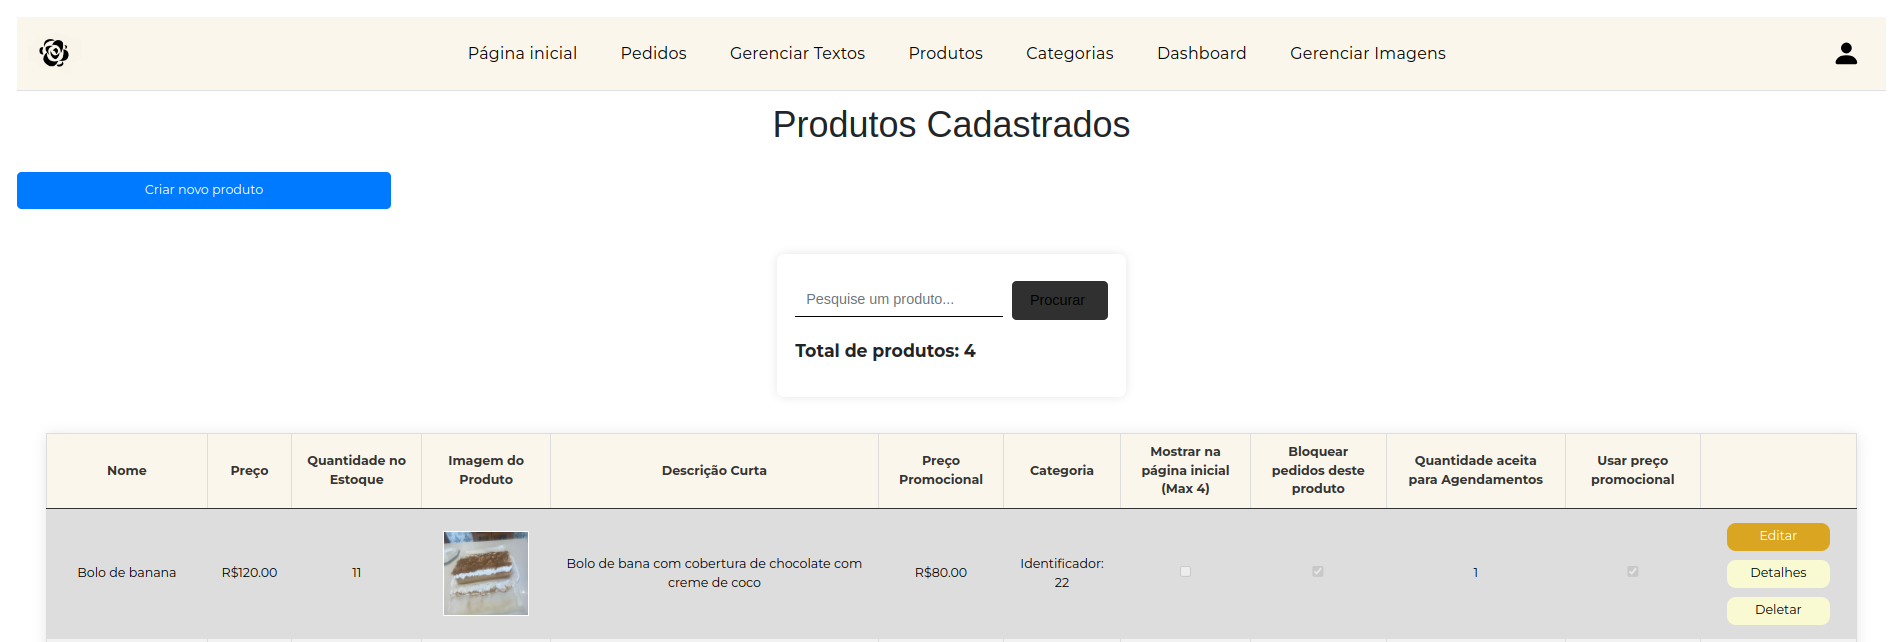 Página inicial Pedidos Gerenciar Textos Produtos Categorias Dashboard Gerenciar Imagens
Produtos Cadastrados
Criar novo produto
Pesquise um produto... Procurar
Total de produtos: 4
Nome
Preço
Quantidade no
Estoque
Imagem do
Produto
Descrição Curta
Preço
Promocional
Categoria
Mostrar na
página inicial
(Max 4)
Bloquear
pedidos deste
produto
Quantidade aceita
para Agendamentos
Usar preço
promocional
Bolo de banana
R$120.00
11
Bolo de bana com cobertura de chocolate com
creme de coco
R$80.00
Identificador:
22
1
Editar
Detalhes
Deletar